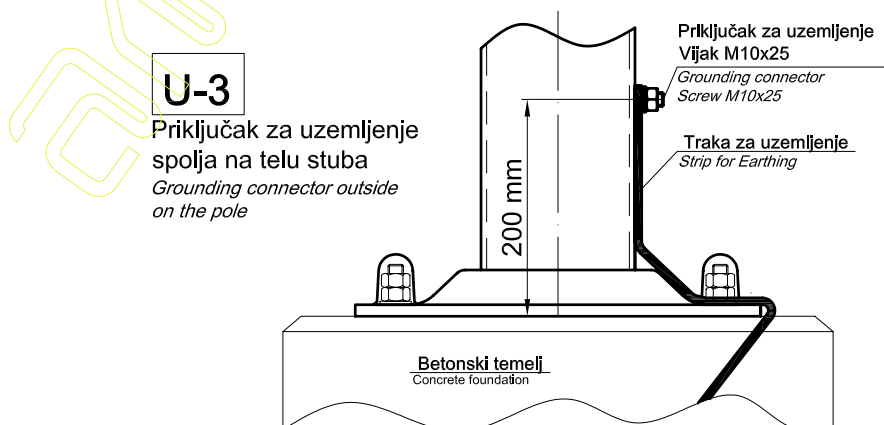 U-3
Priključak za uzemljenje
spolja na telu stuba
Grounding connector outside
on the pole
Priključak za uzemljenje
Vijak M10x25
Grounding connector
Screw M10x25
Traka za uzemljenje
Strip for Earthing
200 mm
Betonski temelj
Concrete foundation